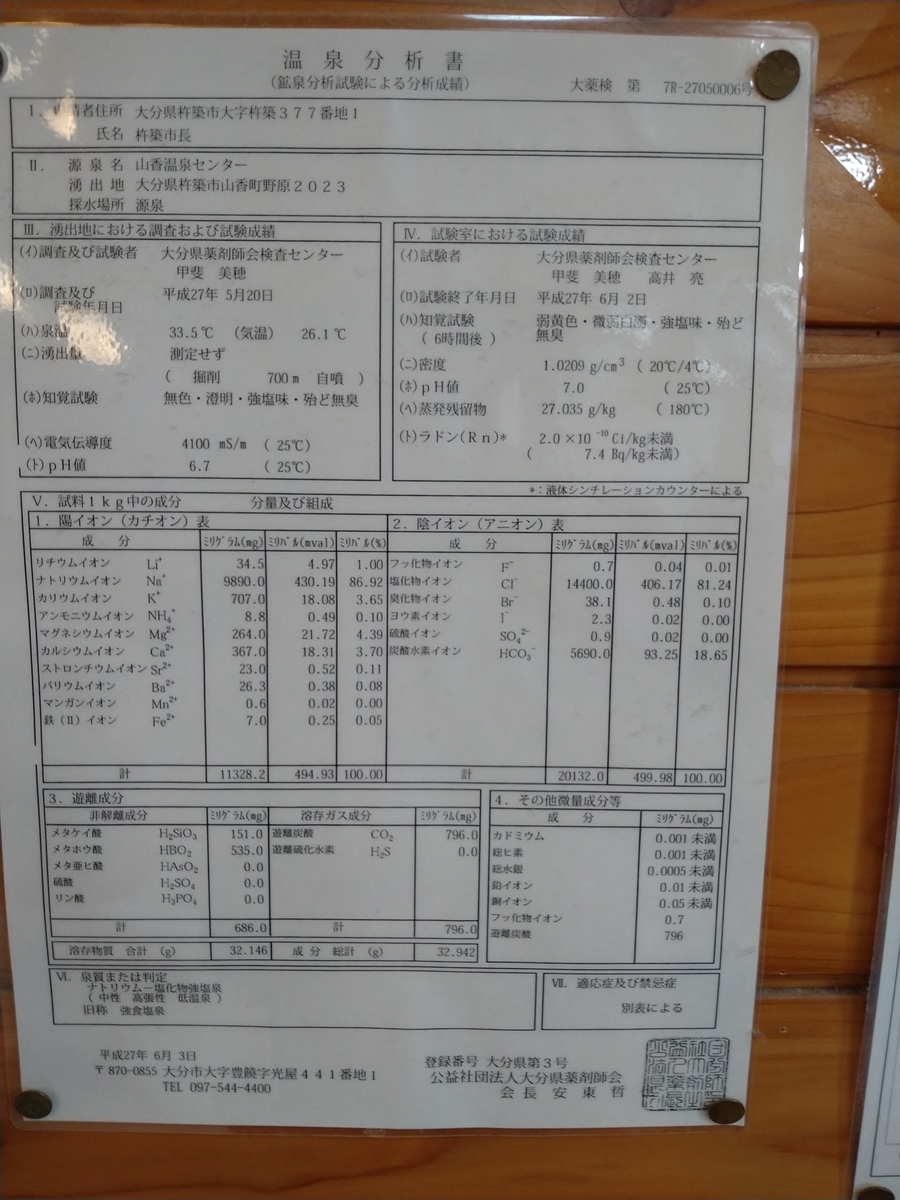 温泉分析書
(鉱泉分析試験による分析成績)
大薬検 第 7R-27050006号
Ⅰ. 申請者住所 大分県杵築市大字杵築377番地1
氏名 杵築市長
Ⅱ. 源泉名 山香温泉センター
湧出地 大分県杵築市山香町野原2023
採水場所 源泉
Ⅲ. 湧出地における調査および試験成績
(イ)調査及び試験者 大分県薬剤師会検査センター
甲斐 美穂
(ロ)調査及び 平成27年 5月20日
試験年月日
(ハ)泉温 33.5℃ (気温) 26.1℃
(ニ)湧出量 測定せず
( 掘削 700m 自噴 )
(ホ)知覚試験 無色・澄明・強塩味・殆ど無臭
(ヘ)電気伝導度 4100 mS/m ( 25℃)
(ト)pH値 6.7 ( 25℃)
Ⅳ. 試験室における試験成績
(イ)試験者 大分県薬剤師会検査センター
甲斐 美穂 高井 亮
(ロ)試験終了年月日 平成27年 6月 2日
(ハ)知覚試験 弱黄色・微弱白濁・強塩味・殆ど
( 6時間後 ) 無臭
(ニ)密度 1.0209 g/cm³ ( 20℃/4℃)
(ホ)pH値 7.0 ( 25℃)
(ヘ)蒸発残留物 27.035 g/kg ( 180℃)
(ト)ラドン(Rn)* 2.0×10⁻¹⁰ Ci/kg未満
( 7.4 Bq/kg未満)
*:液体シンチレーションカウンターによる
Ⅴ. 試料1kg中の成分 分量及び組成
1. 陽イオン(カチオン)表
成分 ミリグラム(mg) ミリバル(mval) ミリバル(%)
リチウムイオン Li⁺ 34.5 4.97 1.00
ナトリウムイオン Na⁺ 9890.0 430.19 86.92
カリウムイオン K⁺ 707.0 18.08 3.65
アンモニウムイオン NH₄⁺ 8.8 0.49 0.10
マグネシウムイオン Mg²⁺ 264.0 21.72 4.39
カルシウムイオン Ca²⁺ 367.0 18.31 3.70
ストロンチウムイオン Sr²⁺ 23.0 0.52 0.11
バリウムイオン Ba²⁺ 26.3 0.38 0.08
マンガンイオン Mn²⁺ 0.6 0.02 0.00
鉄(Ⅱ)イオン Fe²⁺ 7.0 0.25 0.05
計 11328.2 494.93 100.00
2. 陰イオン(アニオン)表
成分 ミリグラム(mg) ミリバル(mval) ミリバル(%)
フッ化物イオン F⁻ 0.7 0.04 0.01
塩化物イオン Cl⁻ 14400.0 406.17 81.24
臭化物イオン Br⁻ 38.1 0.48 0.10
ヨウ素イオン I⁻ 2.3 0.02 0.00
硫酸イオン SO₄²⁻ 0.9 0.02 0.00
炭酸水素イオン HCO₃⁻ 5690.0 93.25 18.65
計 20132.0 499.98 100.00
3. 遊離成分
非解離成分 ミリグラム(mg) 溶存ガス成分 ミリグラム(mg)
メタケイ酸 H₂SiO₃ 151.0 遊離炭酸 CO₂ 796.0
メタホウ酸 HBO₂ 535.0 遊離硫化水素 H₂S 0.0
メタ亜ヒ酸 HAsO₂ 0.0
硫酸 H₂SO₄ 0.0
リン酸 H₃PO₄ 0.0
計 686.0 計 796.0
溶存物質 合計 (g) 32.146 成分 総計 (g) 32.942
4. その他微量成分等
成分 ミリグラム(mg)
カドミウム 0.001 未満
総ヒ素 0.001 未満
総水銀 0.0005 未満
鉛イオン 0.01 未満
銅イオン 0.05 未満
フッ化物イオン 0.7
遊離炭酸 796
Ⅵ. 泉質または判定
ナトリウム-塩化物強塩泉
( 中性 高張性 低温泉 )
旧称 強食塩泉
Ⅶ. 適応症及び禁忌症
別表による
平成27年 6月 3日
〒870-0855 大分市大字豊饒字光屋441番地1
TEL 097-544-4400
登録番号 大分県第3号
公益社団法人大分県薬剤師会
会長 安東哲